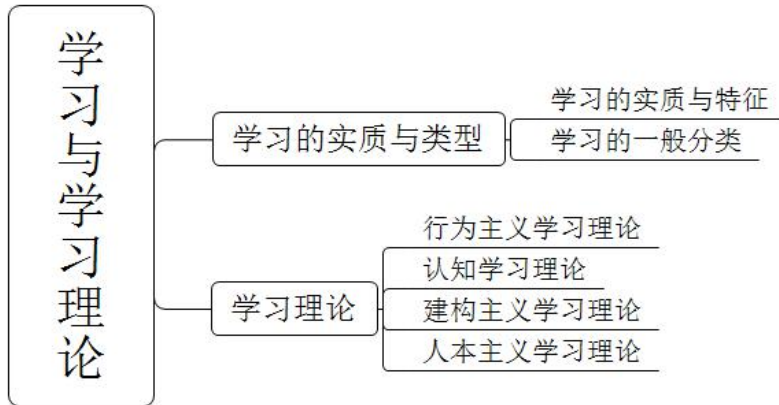 学习与学习理论
学习的实质与类型
学习的实质与特征
学习的一般分类
学习理论
行为主义学习理论
认知学习理论
建构主义学习理论
人本主义学习理论